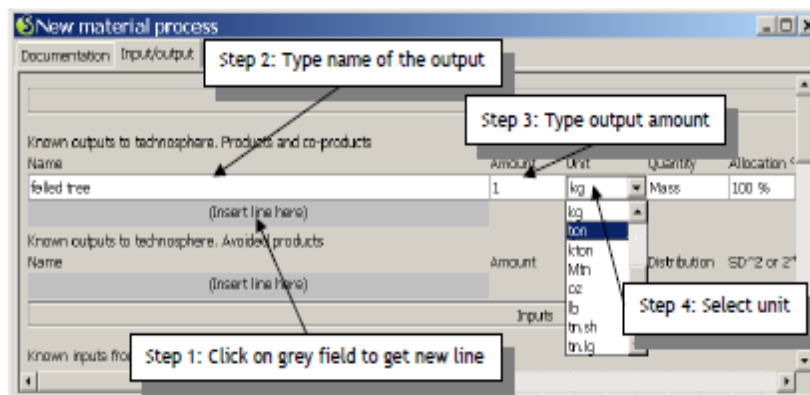 New material process
Documentation Input/output
Step 2: Type name of the output
Step 3: Type output amount
Known outputs to technosphere. Products and co-products
Name Amount Unit Quantity Allocation
felled tree 1 kg Mass 100 %
(Insert line here)
kg
ton
kton
Mtn
oz
lb
tn.sh
tn.lg
Known outputs to technosphere. Avoided products
Name Amount Distribution SD^2 or 2*
(Insert line here)
Step 4: Select unit
Inputs
Known inputs fro
Step 1: Click on grey field to get new line